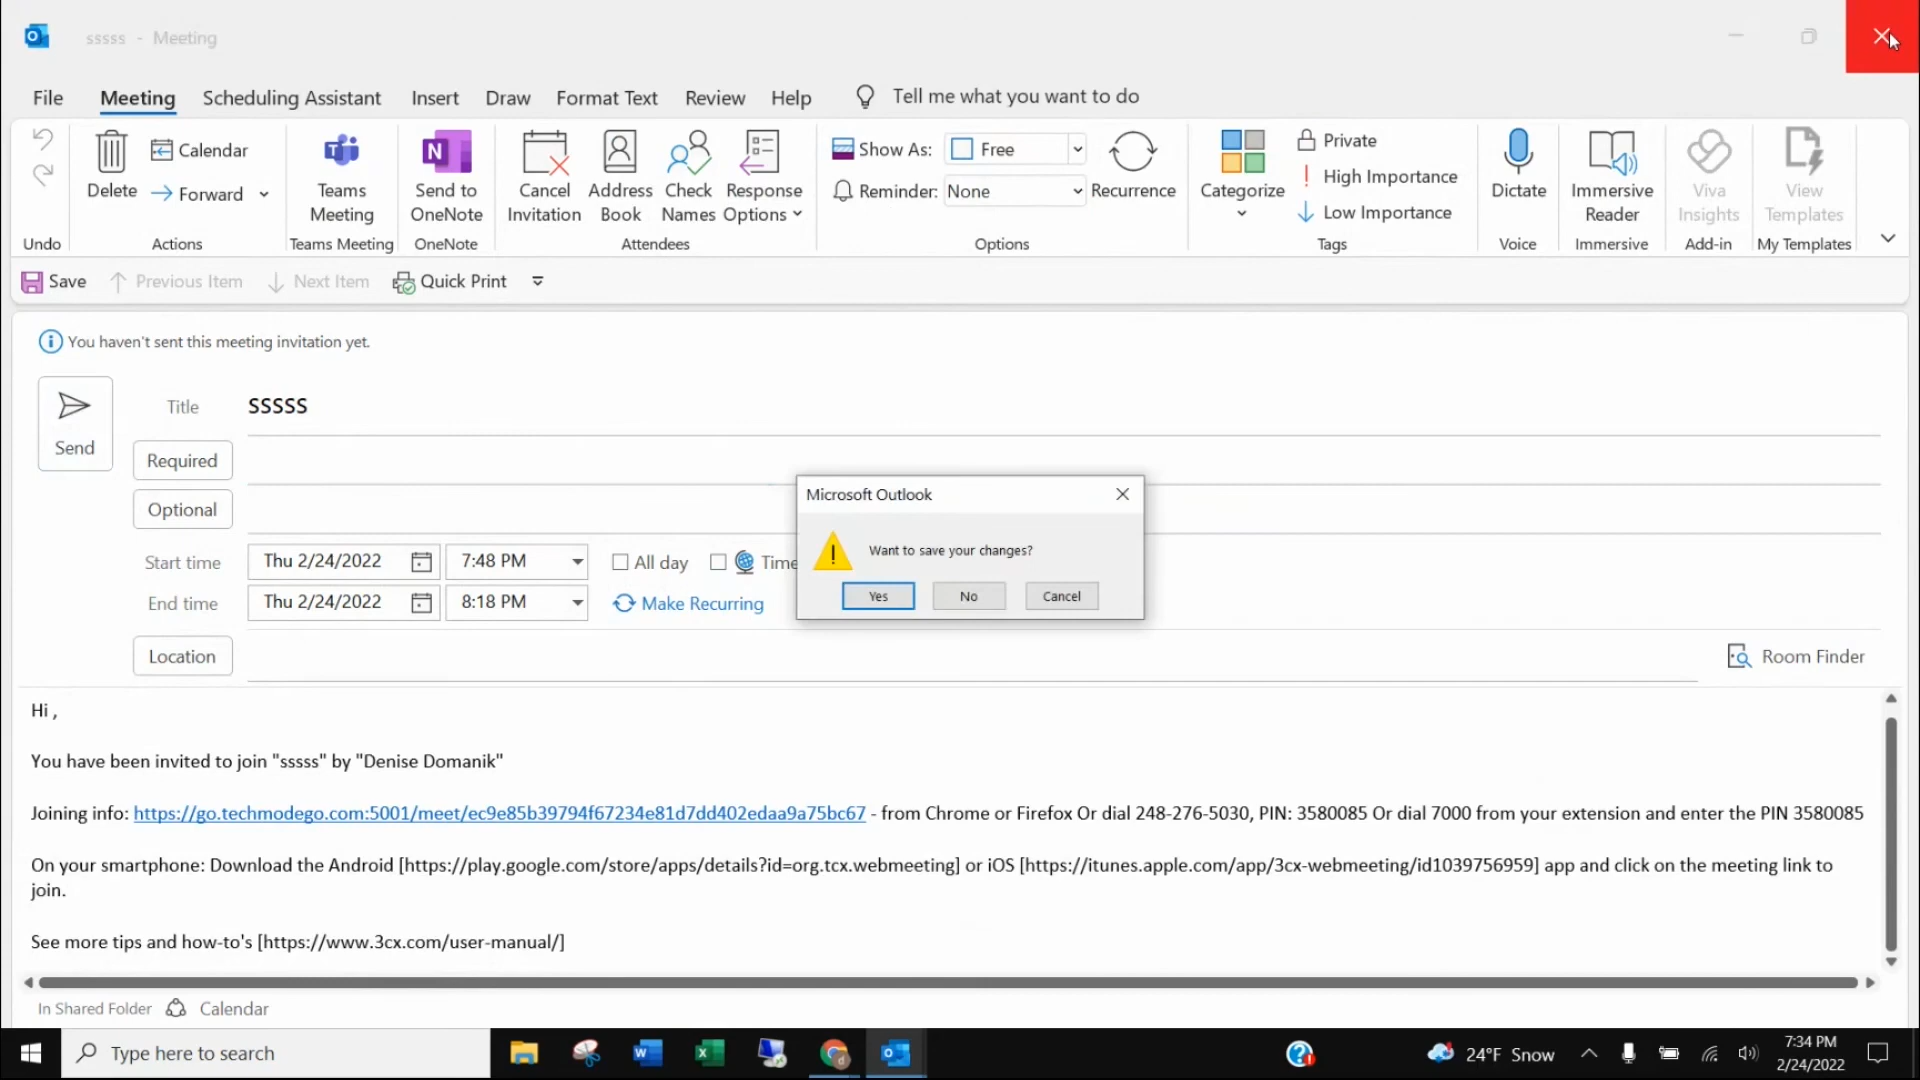 sssss - Meeting
File Meeting Scheduling Assistant Insert Draw Format Text Review Help Tell me what you want to do
Delete
Calendar
Forward
Teams
Meeting
Send to
OneNote
Cancel
Invitation
Address
Book
Check
Names
Response
Options
Show As: Free
Reminder: None
Recurrence
Categorize
Private
High Importance
Low Importance
Dictate
Immersive
Reader
Viva
Insights
View
Templates
Undo Actions Teams Meeting OneNote Attendees Options Tags Voice Immersive Add-in My Templates
Save Previous Item Next Item Quick Print
You haven't sent this meeting invitation yet.
Send
Title sssss
Required
Optional
Start time Thu 2/24/2022 7:48 PM All day Time
End time Thu 2/24/2022 8:18 PM Make Recurring
Microsoft Outlook
Want to save your changes?
Yes No Cancel
Location Room Finder
Hi ,
You have been invited to join "sssss" by "Denise Domanik"
Joining info: https://go.techmodego.com:5001/meet/ec9e85b39794f67234e81d7dd402edaa9a75bc67 - from Chrome or Firefox Or dial 248-276-5030, PIN: 3580085 Or dial 7000 from your extension and enter the PIN 3580085
On your smartphone: Download the Android [https://play.google.com/store/apps/details?id=org.tcx.webmeeting] or iOS [https://itunes.apple.com/app/3cx-webmeeting/id1039756959] app and click on the meeting link to
join.
See more tips and how-to's [https://www.3cx.com/user-manual/]
In Shared Folder Calendar
Type here to search
24°F Snow
7:34 PM
2/24/2022